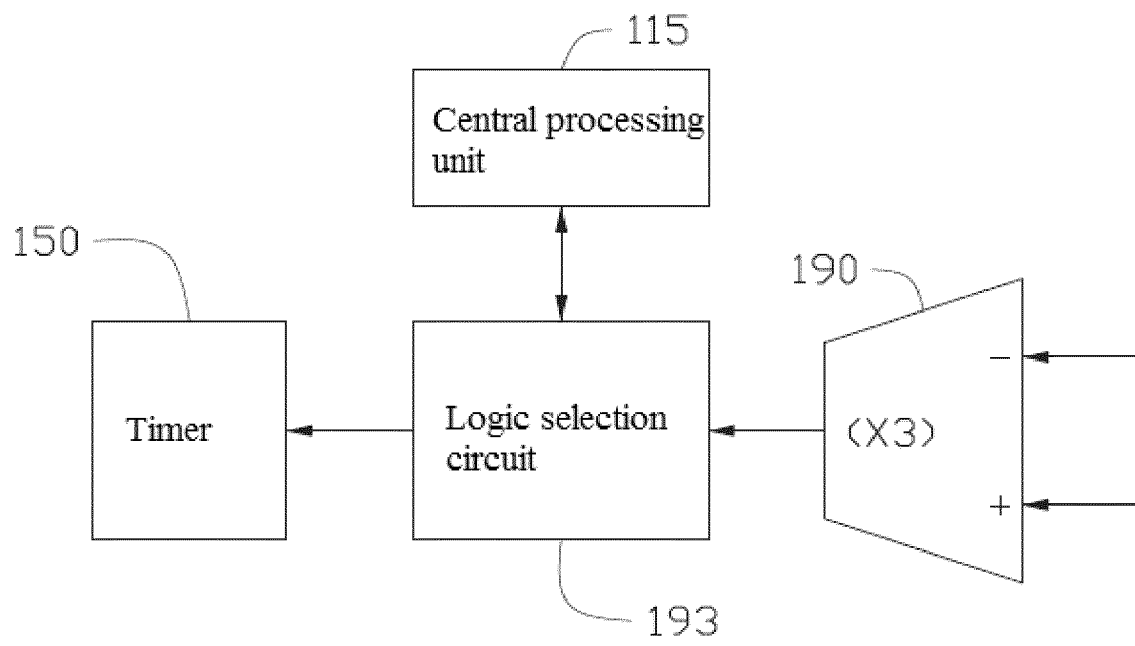 115
Central processing
unit
150
190
Timer
Logic selection
circuit
−
(X3)
+
193